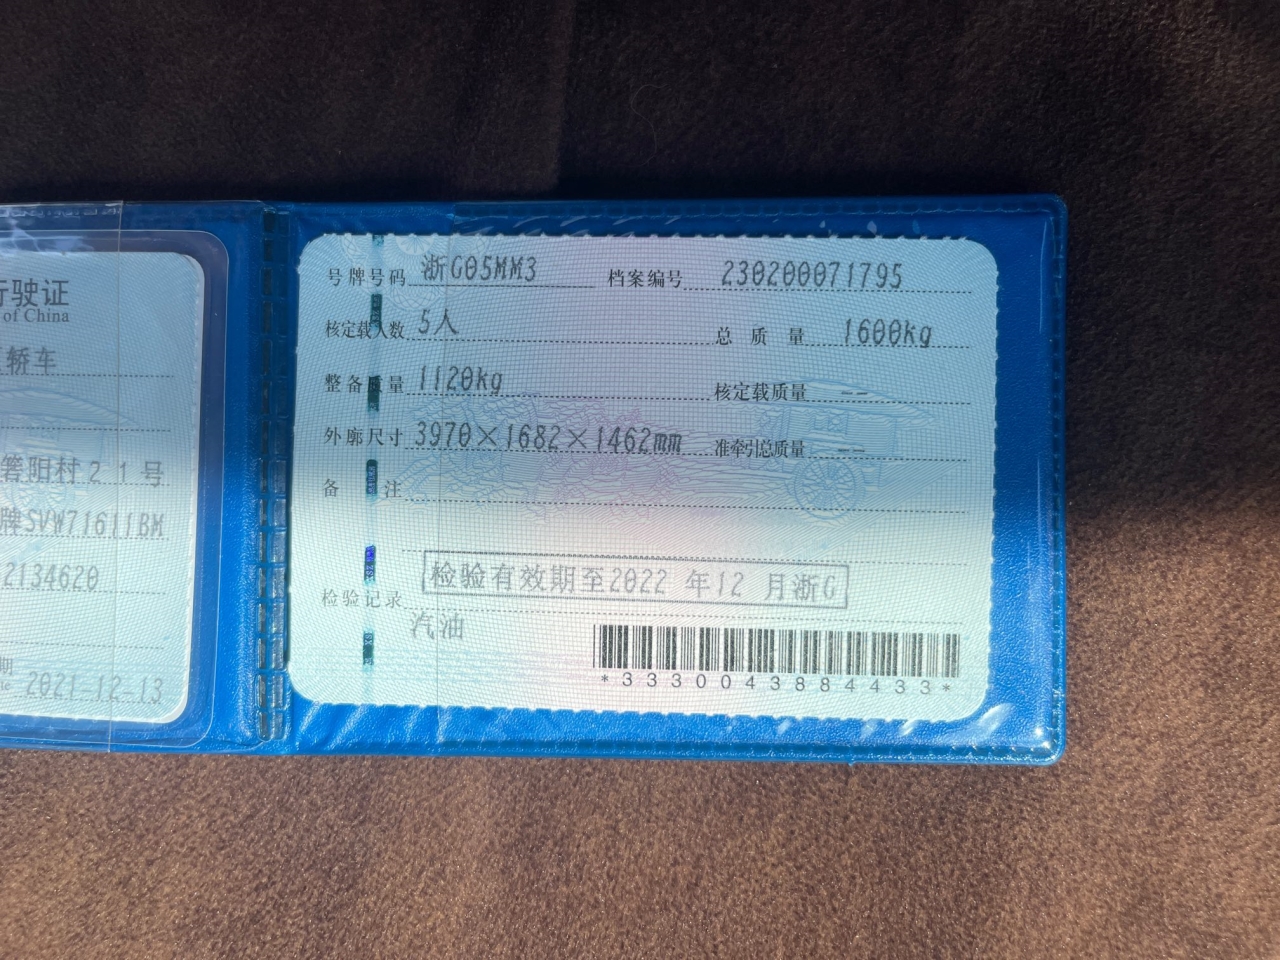 行驶证
of China
轿车
箬阳村21号
牌SVW71611BM
2134620
期
2021-12-13
号牌号码 浙G05MM3 档案编号 230200071795
核定载人数 5人 总质量 1600kg
整备质量 1120kg 核定载质量 --
外廓尺寸 3970×1682×1462mm 准牵引总质量 --
备注
检验有效期至2022 年12 月浙G
检验记录
汽油
*3330043884433*